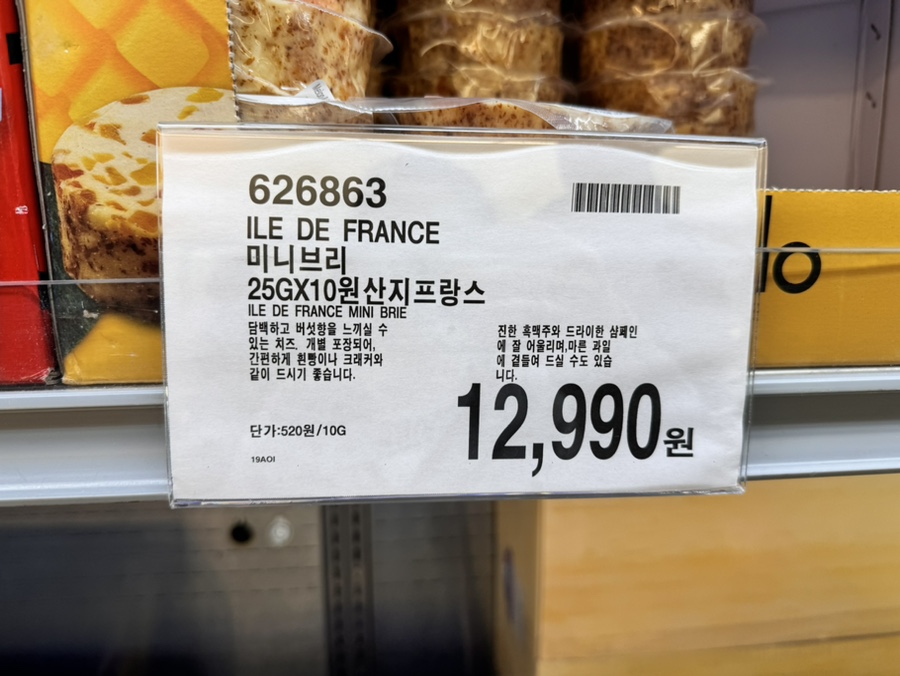 626863
ILE DE FRANCE
미니브리
25GX10원산지프랑스
ILE DE FRANCE MINI BRIE
담백하고 버섯향을 느끼실 수
있는 치즈. 개별 포장되어,
간편하게 흰빵이나 크래커와
같이 드시기 좋습니다.
진한 흑맥주와 드라이한 샴페인
에 잘 어울리며,마른 과일
에 곁들여 드실 수도 있습
니다.
12,990원
단가:520원/10G
19AOI